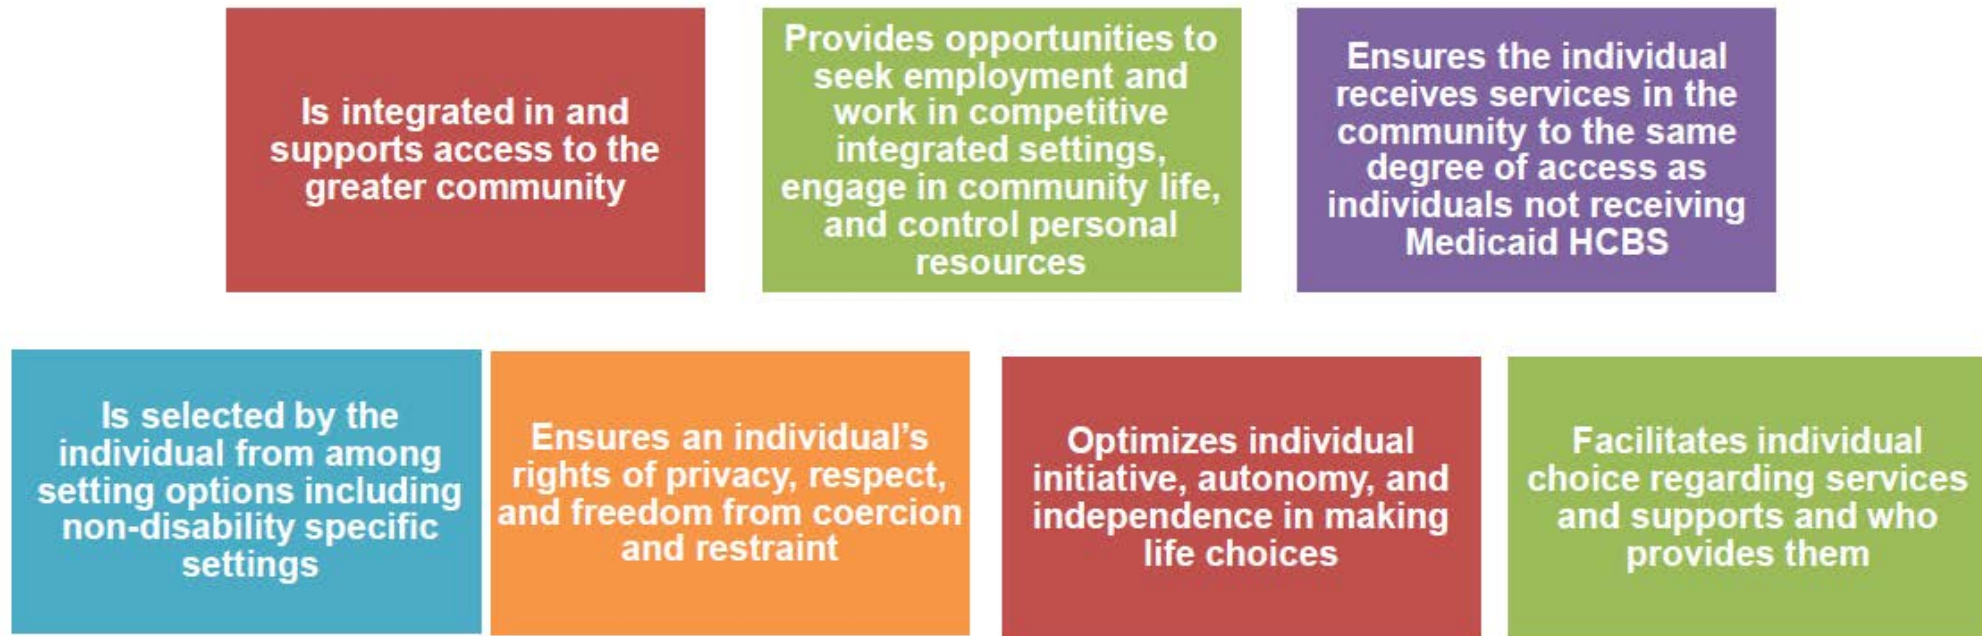 Is integrated in and
supports access to the
greater community
Provides opportunities to
seek employment and
work in competitive
integrated settings,
engage in community life,
and control personal
resources
Ensures the individual
receives services in the
community to the same
degree of access as
individuals not receiving
Medicaid HCBS
Is selected by the
individual from among
setting options including
non-disability specific
settings
Ensures an individual’s
rights of privacy, respect,
and freedom from coercion
and restraint
Optimizes individual
initiative, autonomy, and
independence in making
life choices
Facilitates individual
choice regarding services
and supports and who
provides them